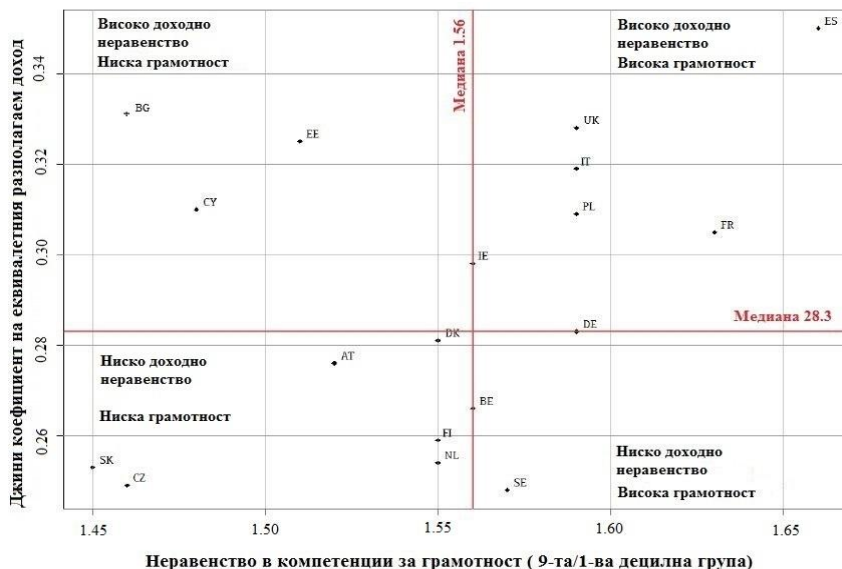 Високо доходно
неравенство
Ниска грамотност
Високо доходно
неравенство
Висока грамотност
ES
Медиана 1.56
Джини коефициент на еквивалетния разполагаем доход
0.34
BG
EE
UK
0.32
IT
CY
PL
FR
0.30
IE
Медиана 28.3
DE
DK
0.28
AT
Ниско доходно
неравенство
Ниска грамотност
BE
0.26
FI
NL
SK
CZ
SE
Ниско доходно
неравенство
Висока грамотност
1.45
1.50
1.55
1.60
1.65
Неравенство в компетенции за грамотност ( 9-та/1-ва децилна група)